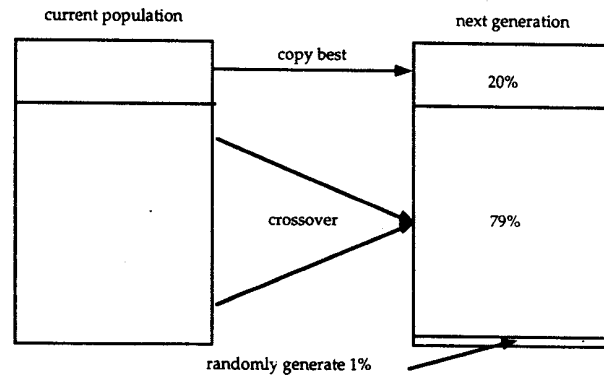 current population
next generation
copy best
20%
crossover
79%
randomly generate 1%